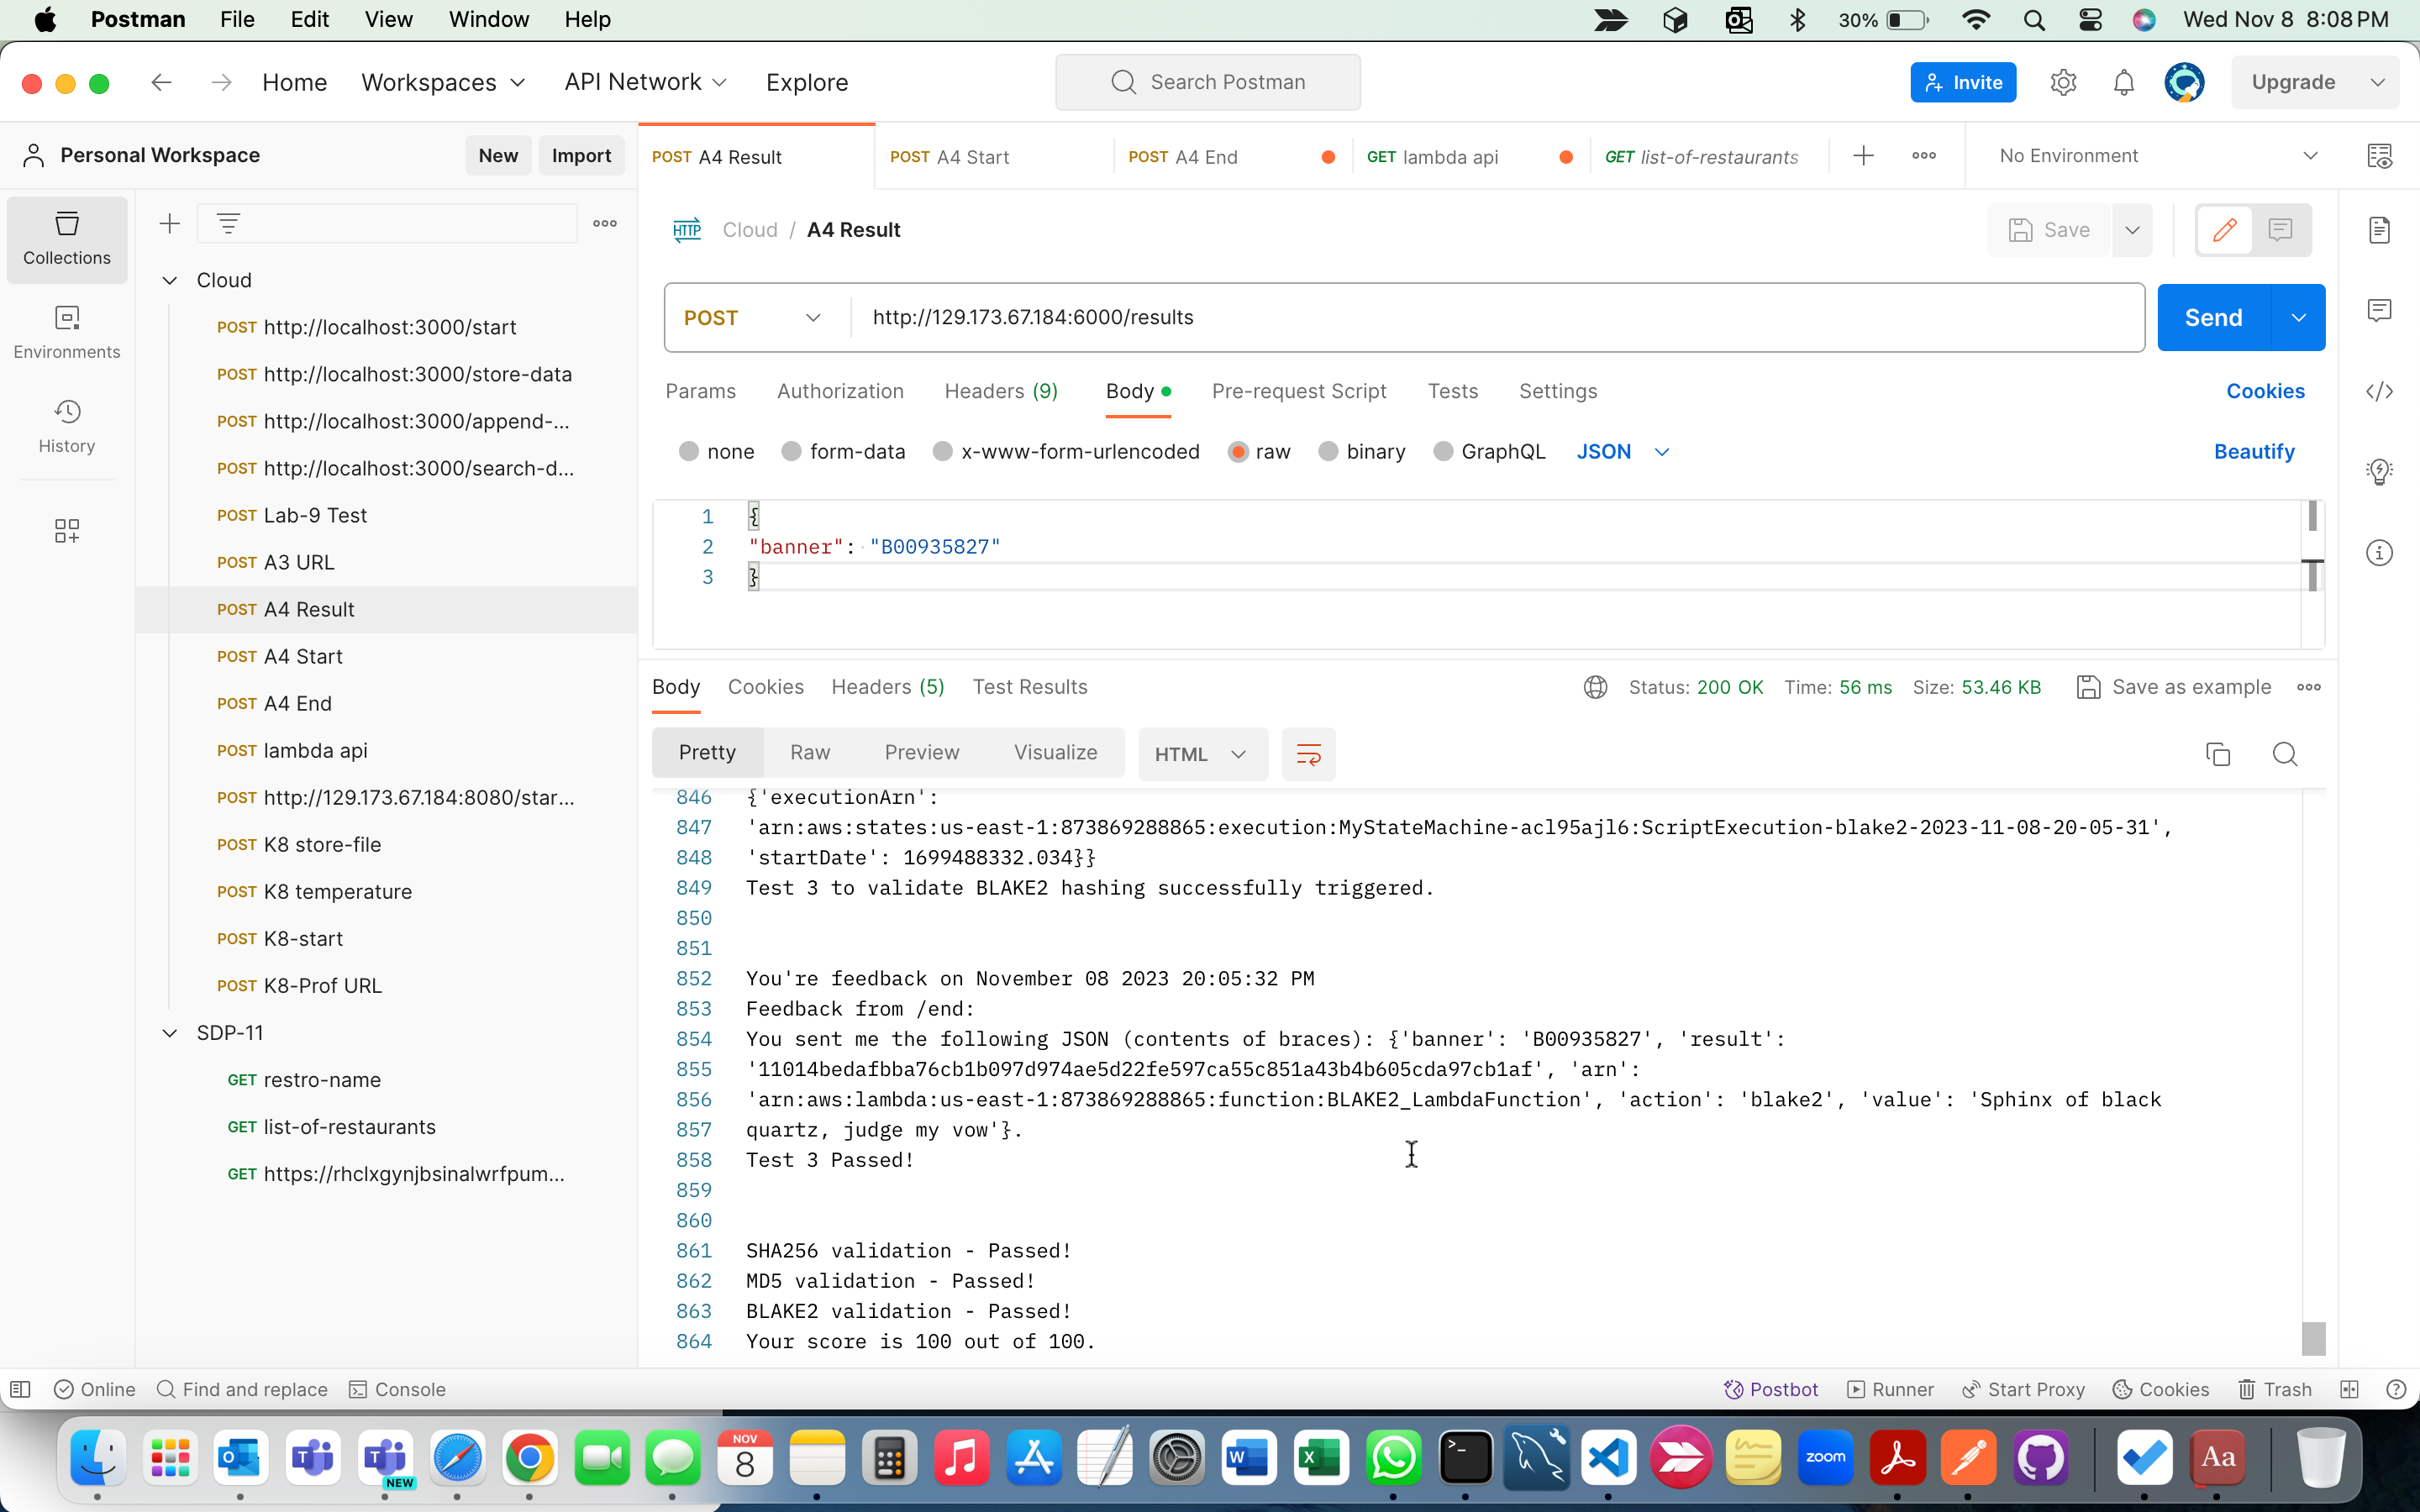 Postman File Edit View Window Help 30% Wed Nov 8 8:08 PM
Home Workspaces API Network Explore Search Postman Invite Upgrade
Personal Workspace New Import
POST A4 Result POST A4 Start POST A4 End GET lambda api GET list-of-restaurants No Environment
Collections
Environments
History
Cloud
POST http://localhost:3000/start
POST http://localhost:3000/store-data
POST http://localhost:3000/append-...
POST http://localhost:3000/search-d...
POST Lab-9 Test
POST A3 URL
POST A4 Result
POST A4 Start
POST A4 End
POST lambda api
POST http://129.173.67.184:8080/star...
POST K8 store-file
POST K8 temperature
POST K8-start
POST K8-Prof URL
SDP-11
GET restro-name
GET list-of-restaurants
GET https://rhclxgynjbsinalwrfpum...
HTTP Cloud / A4 Result Save
POST http://129.173.67.184:6000/results Send
Params Authorization Headers (9) Body Pre-request Script Tests Settings Cookies
none form-data x-www-form-urlencoded raw binary GraphQL JSON Beautify
1 {
2 "banner": "B00935827"
3 }
Body Cookies Headers (5) Test Results Status: 200 OK Time: 56 ms Size: 53.46 KB Save as example
Pretty Raw Preview Visualize HTML
846 {'executionArn':
847 'arn:aws:states:us-east-1:873869288865:execution:MyStateMachine-acl95ajl6:ScriptExecution-blake2-2023-11-08-20-05-31',
848 'startDate': 1699488332.034}}
849 Test 3 to validate BLAKE2 hashing successfully triggered.
850
851
852 You're feedback on November 08 2023 20:05:32 PM
853 Feedback from /end:
854 You sent me the following JSON (contents of braces): {'banner': 'B00935827', 'result':
855 '11014bedafbba76cb1b097d974ae5d22fe597ca55c851a43b4b605cda97cb1af', 'arn':
856 'arn:aws:lambda:us-east-1:873869288865:function:BLAKE2_LambdaFunction', 'action': 'blake2', 'value': 'Sphinx of black
857 quartz, judge my vow'}.
858 Test 3 Passed!
859
860
861 SHA256 validation - Passed!
862 MD5 validation - Passed!
863 BLAKE2 validation - Passed!
864 Your score is 100 out of 100.
Online Find and replace Console Postbot Runner Start Proxy Cookies Trash
NEW NOV 8 zoom Aa